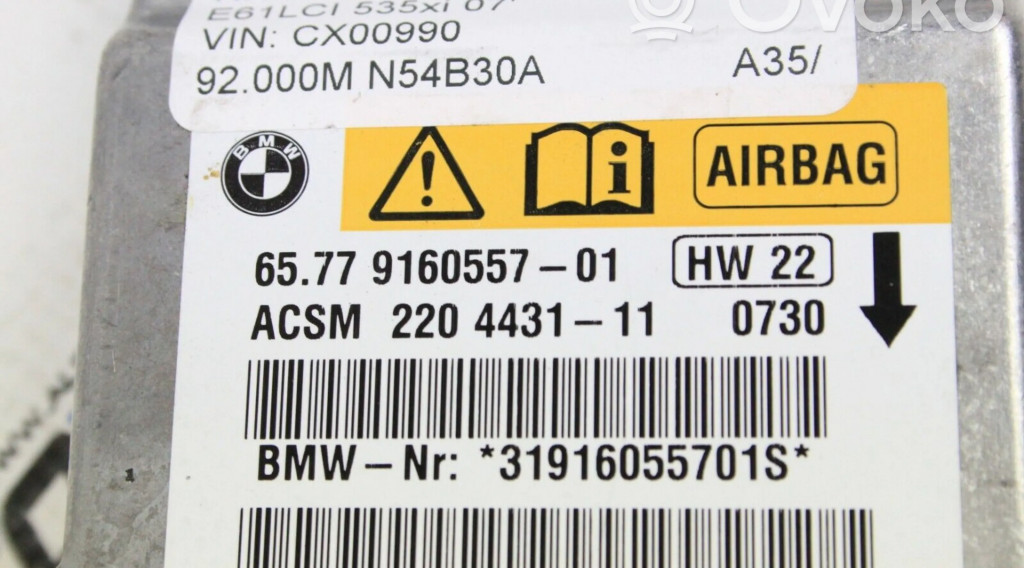 E61LCI 535xi 07'
VIN: CX00990
92.000M N54B30A A35/
OVOKO
BMW
AIRBAG
65.77 9160557-01 HW 22
ACSM 220 4431-11 0730
BMW-Nr: *31916055701S*